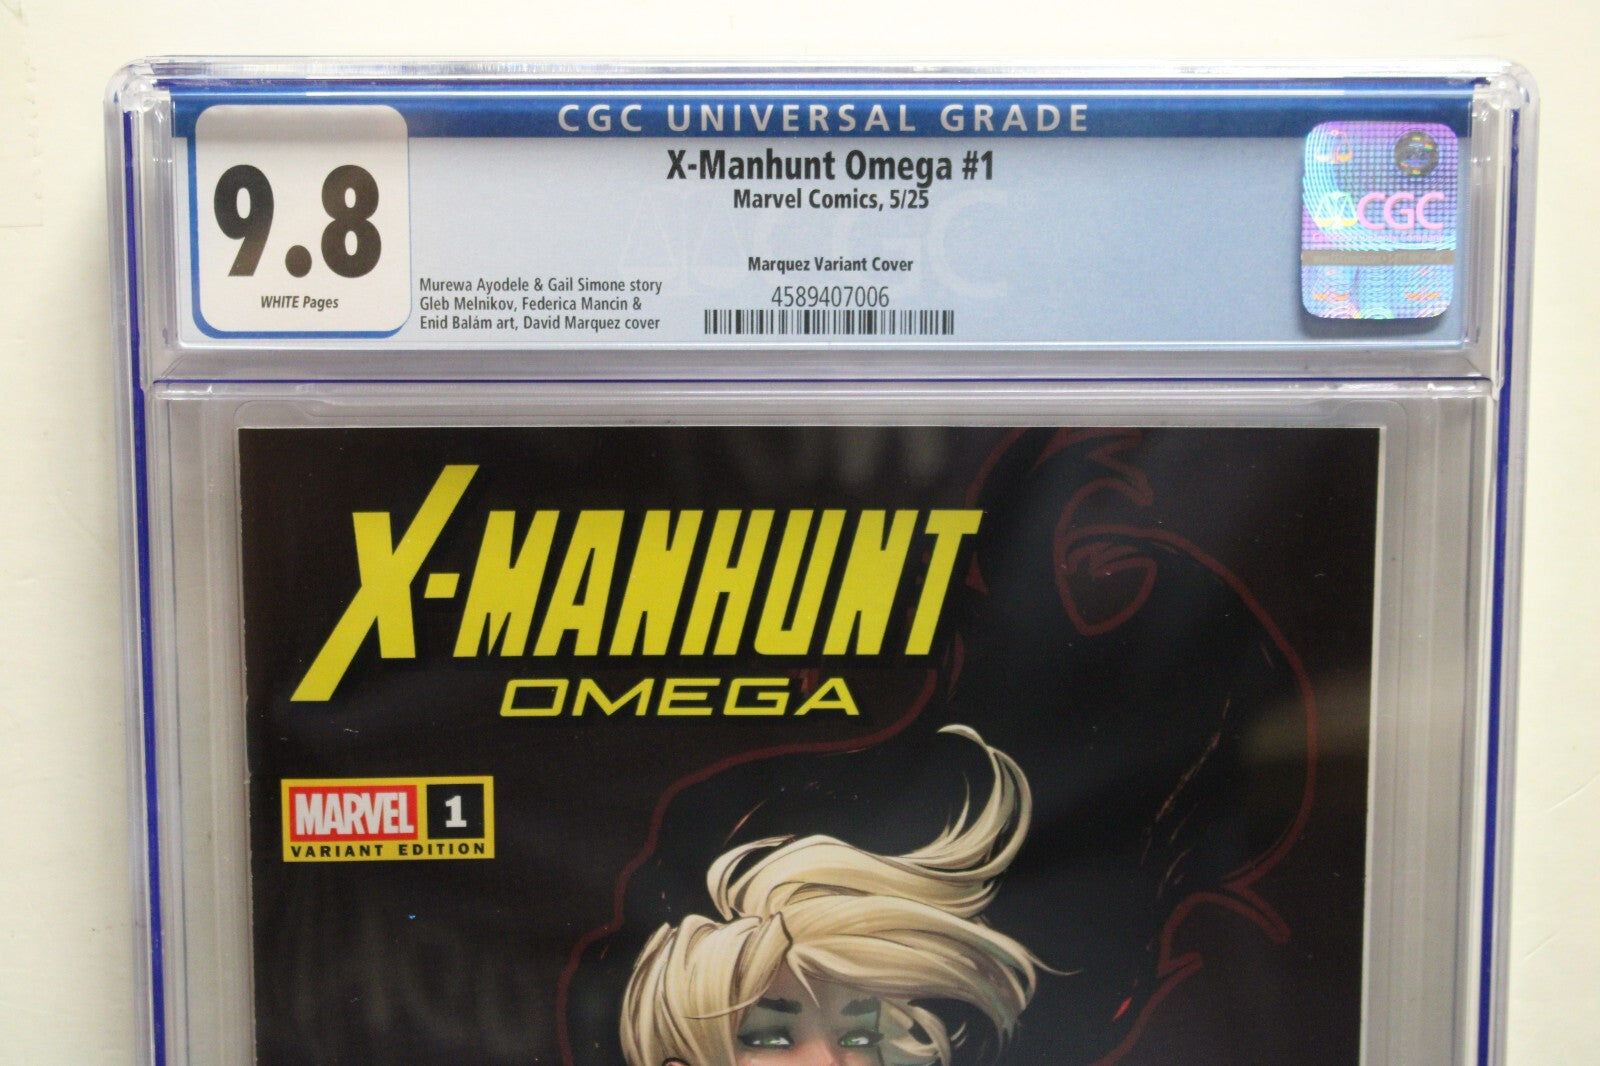 CGC UNIVERSAL GRADE
9.8
WHITE Pages
X-Manhunt Omega #1
Marvel Comics, 5/25
Marquez Variant Cover
4589407006
Murewa Ayodele & Gail Simone story
Gleb Melnikov, Federica Mancin &
Enid Balám art, David Marquez cover
CGC
X-MANHUNT
OMEGA
MARVEL 1
VARIANT EDITION